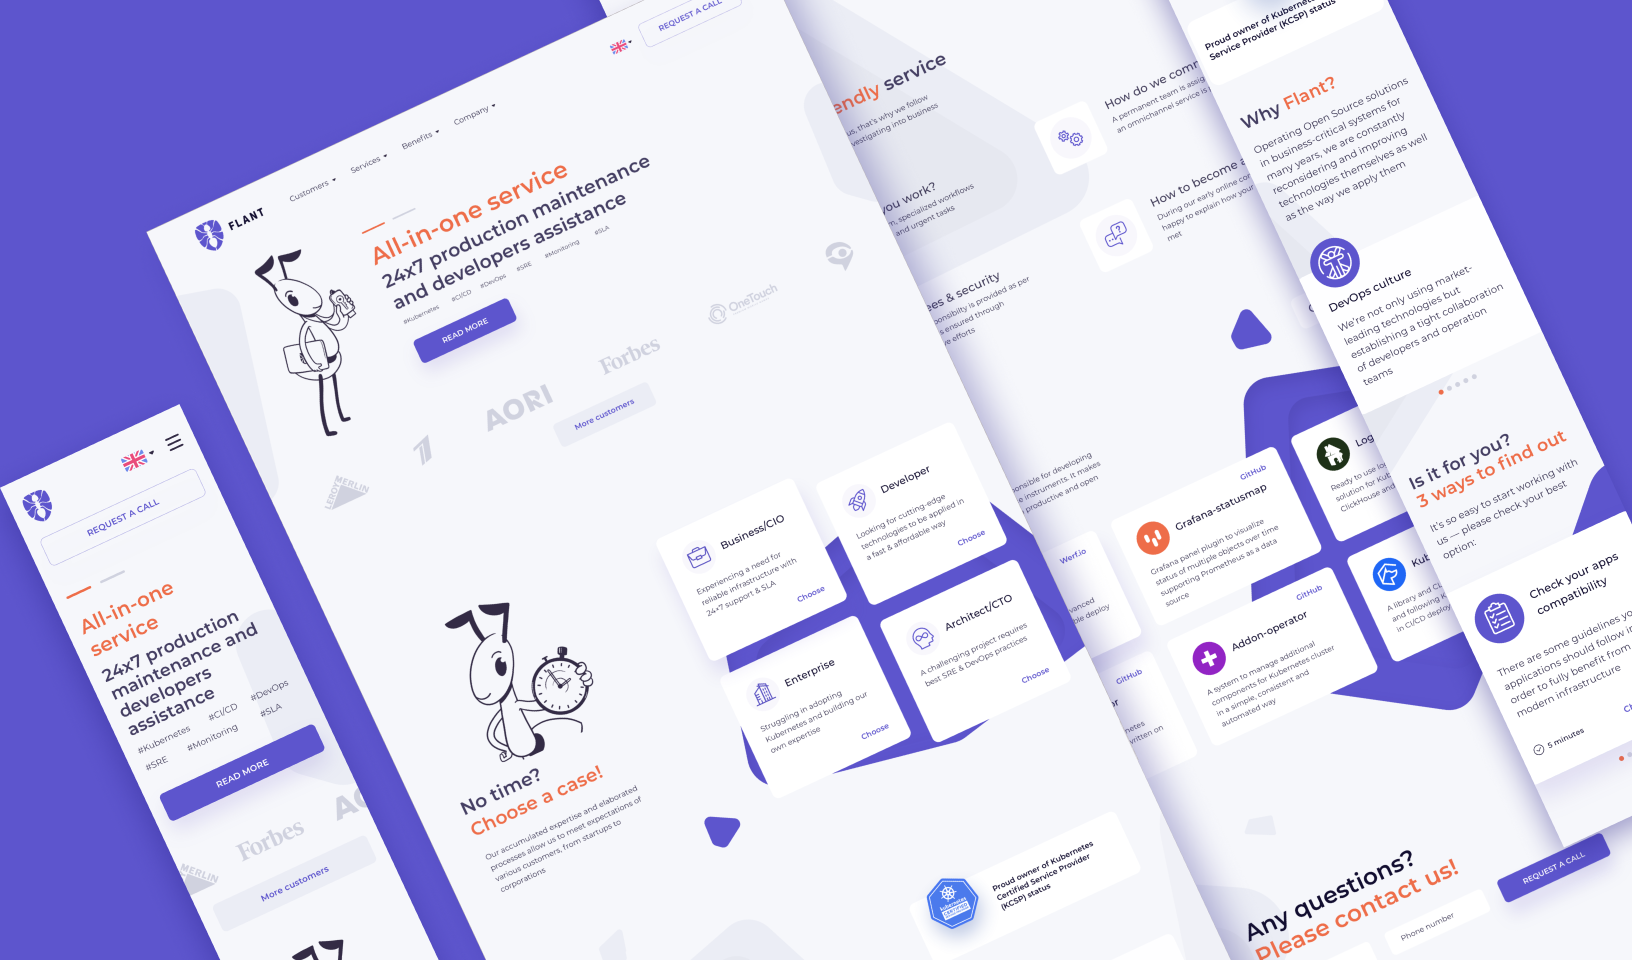 REQUEST A CALL
Customers
Services
Benefits
Company
FLANT
All-in-one service
24x7 production maintenance
and developers assistance
#Kubernetes
#CI/CD
#DevOps
#SRE
#Monitoring
#SLA
READ MORE
LEROY
MERLIN
1
AORI
Forbes
OneTouch
More customers
Business/CIO
Experiencing a need for
reliable infrastructure with
24×7 support & SLA
Choose
Developer
Looking for cutting-edge
technologies to be applied in
a fast & affordable way
Choose
Enterprise
Struggling in adopting
Kubernetes and building our
own expertise
Choose
Architect/CTO
A challenging project requires
best SRE & DevOps practices
Choose
No time?
Choose a case!
Our accumulated expertise and elaborated
processes allow us to meet expectations of
various customers, from startups to
corporations
kubernetes
CERTIFIED
Proud owner of Kubernetes
Certified Service Provider
(KCSP) status
REQUEST A CALL
All-in-one
service
24x7 production
maintenance and
developers
assistance
#Kubernetes
#CI/CD
#DevOps
#SRE
#Monitoring
#SLA
READ MORE
MERLIN
Forbes
AO
More customers
endly service
us, that's why we follow
vestigating into business
you work?
specialized workflows
and urgent tasks
ees & security
ponsibilty is provided as per
s ensured through
efforts
How do we comm
A permanent team is assig
an omnichannel service is
How to become a
During our early online co
happy to explain how your
met
onsible for developing
instruments. It makes
productive and open
Werf.io
vanced
ble deploy
GitHub
Grafana-statusmap
Grafana panel plugin to visualize
status of multiple objects over time
supporting Prometheus as a data
source
Log
Ready to use lo
solution for Kub
ClickHouse and
GitHub
or
netes
written on
GitHub
Addon-operator
A system to manage additional
components for Kubernetes cluster
in a simple, consistent and
automated way
Kub
A library and CL
and following K
in CI/CD deploy
Any questions?
Please contact us!
Phone number
REQUEST A CALL
Proud owner of Kubernete
Service Provider (KCSP) status
Why Flant?
Operating Open Source solutions
in business-critical systems for
many years, we are constantly
reconsidering and improving
technologies themselves as well
as the way we apply them
DevOps culture
We're not only using market-
leading technologies but
establishing a tight collaboration
of developers and operation
teams
Is it for you?
3 ways to find out
It's so easy to start working with
us — please check your best
option:
Check your apps
compatibility
There are some guidelines yo
applications should follow in
order to fully benefit from
modern infrastructure
Ch
5 minutes